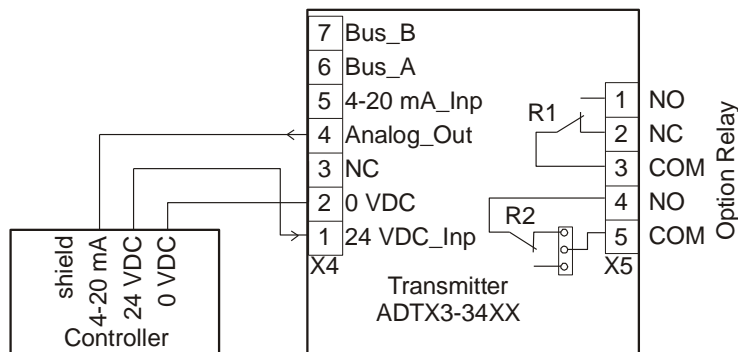 7 Bus_B
6 Bus_A
5 4-20 mA_Inp
4 Analog_Out
3 NC
2 0 VDC
1 24 VDC_Inp
X4
R1
1 NO
2 NC
3 COM
4 NO
5 COM
R2
X5
Option Relay
Transmitter
ADTX3-34XX
shield
4-20 mA
24 VDC
0 VDC
Controller